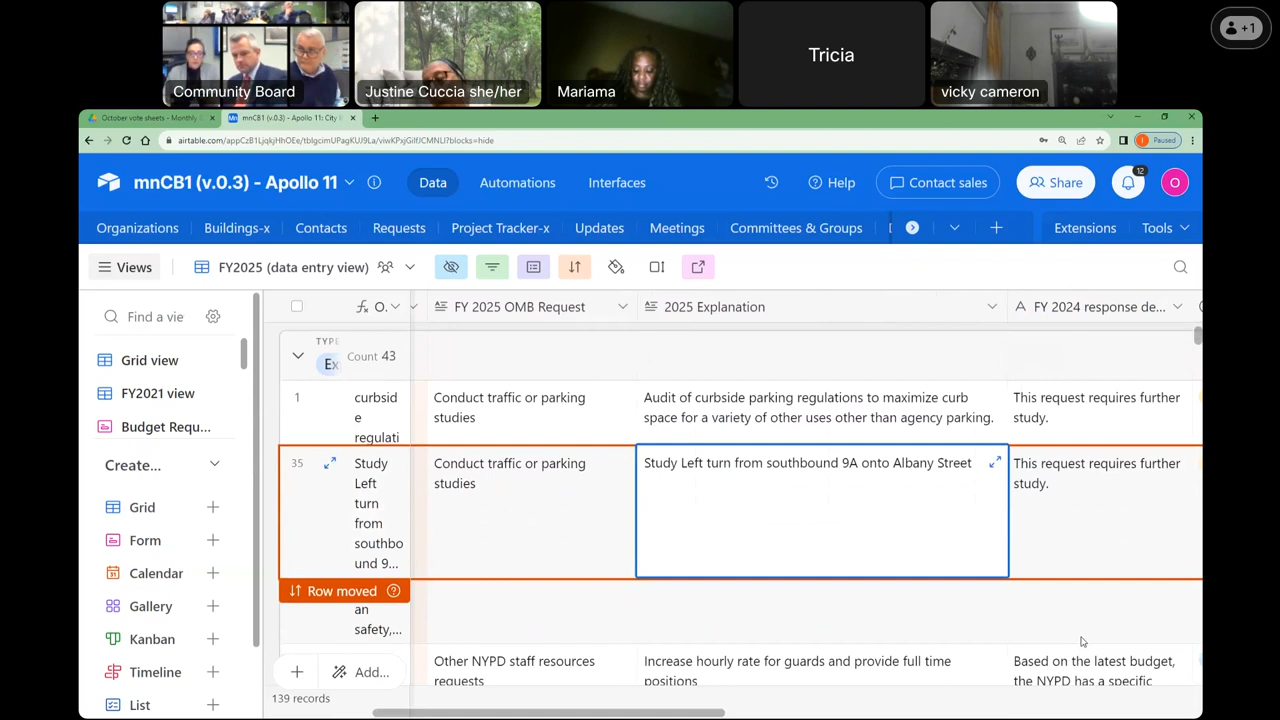 Community Board
Justine Cuccia she/her
Mariama
Tricia
Tricia
vicky cameron
+1
October vote sheets - Monthly
mnCB1 (v.0.3) - Apollo 11: City
airtable.com/appCzB1LjqkjHhOEe/tblgcimUPagKUJ9La/viwKPxjGilfJCMNLI?blocks=hide
Paused
mnCB1 (v.0.3) - Apollo 11
Data
Automations
Interfaces
Help
Contact sales
Share
12
O
Organizations
Buildings-x
Contacts
Requests
Project Tracker-x
Updates
Meetings
Committees & Groups
Extensions
Tools
Views
FY2025 (data entry view)
Find a vie
Grid view
FY2021 view
Budget Requ...
Create...
Grid
Form
Calendar
Gallery
Kanban
Timeline
List
O.
FY 2025 OMB Request
2025 Explanation
FY 2024 response de...
TYPE
Ex
Count 43
1
curbsid
e
regulati
Conduct traffic or parking
studies
Audit of curbside parking regulations to maximize curb
space for a variety of other uses other than agency parking.
This request requires further
study.
35
Study
Left
turn
from
southbo
und 9...
Conduct traffic or parking
studies
Study Left turn from southbound 9A onto Albany Street
This request requires further
study.
Row moved
an
safety,...
Other NYPD staff resources
requests
Increase hourly rate for guards and provide full time
positions
Based on the latest budget,
the NYPD has a specific
Add...
139 records